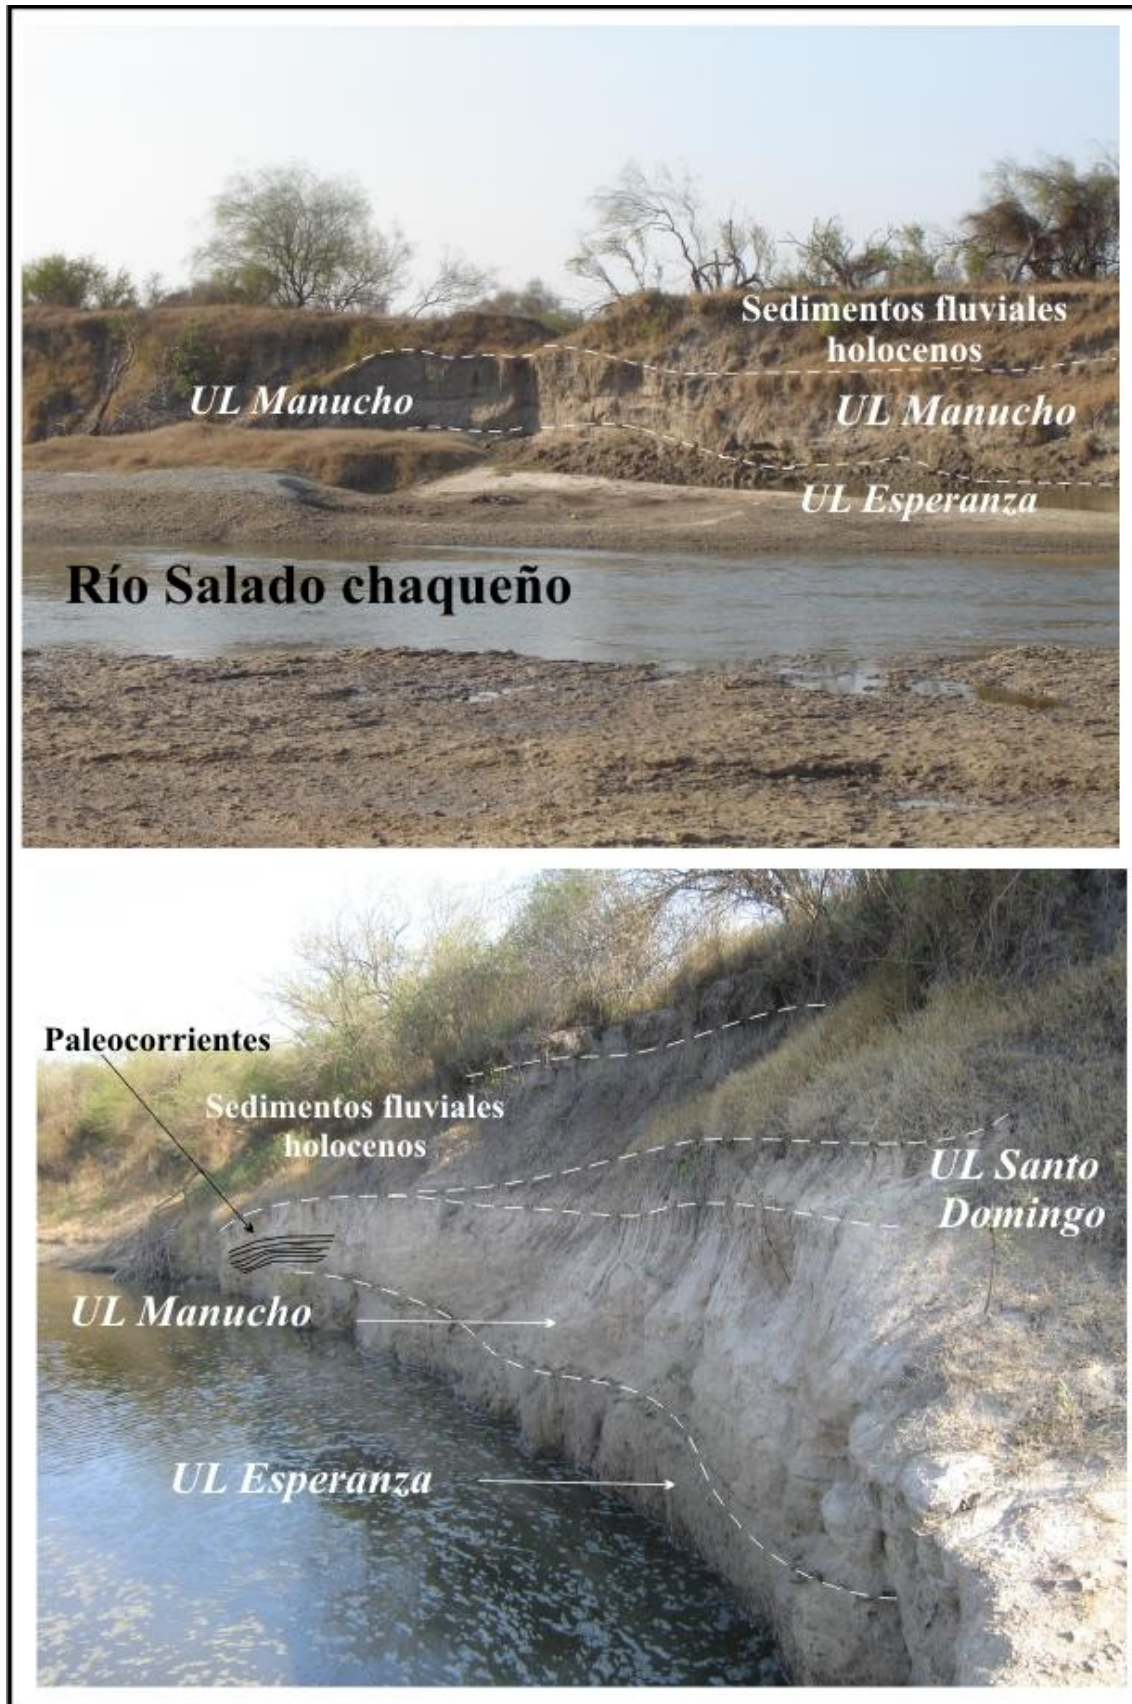 Sedimentos fluviales
holocenos
UL Manucho
UL Manucho
UL Esperanza
Río Salado chaqueño
Paleocorrientes
Sedimentos fluviales
holocenos
UL Santo
Domingo
UL Manucho
UL Esperanza